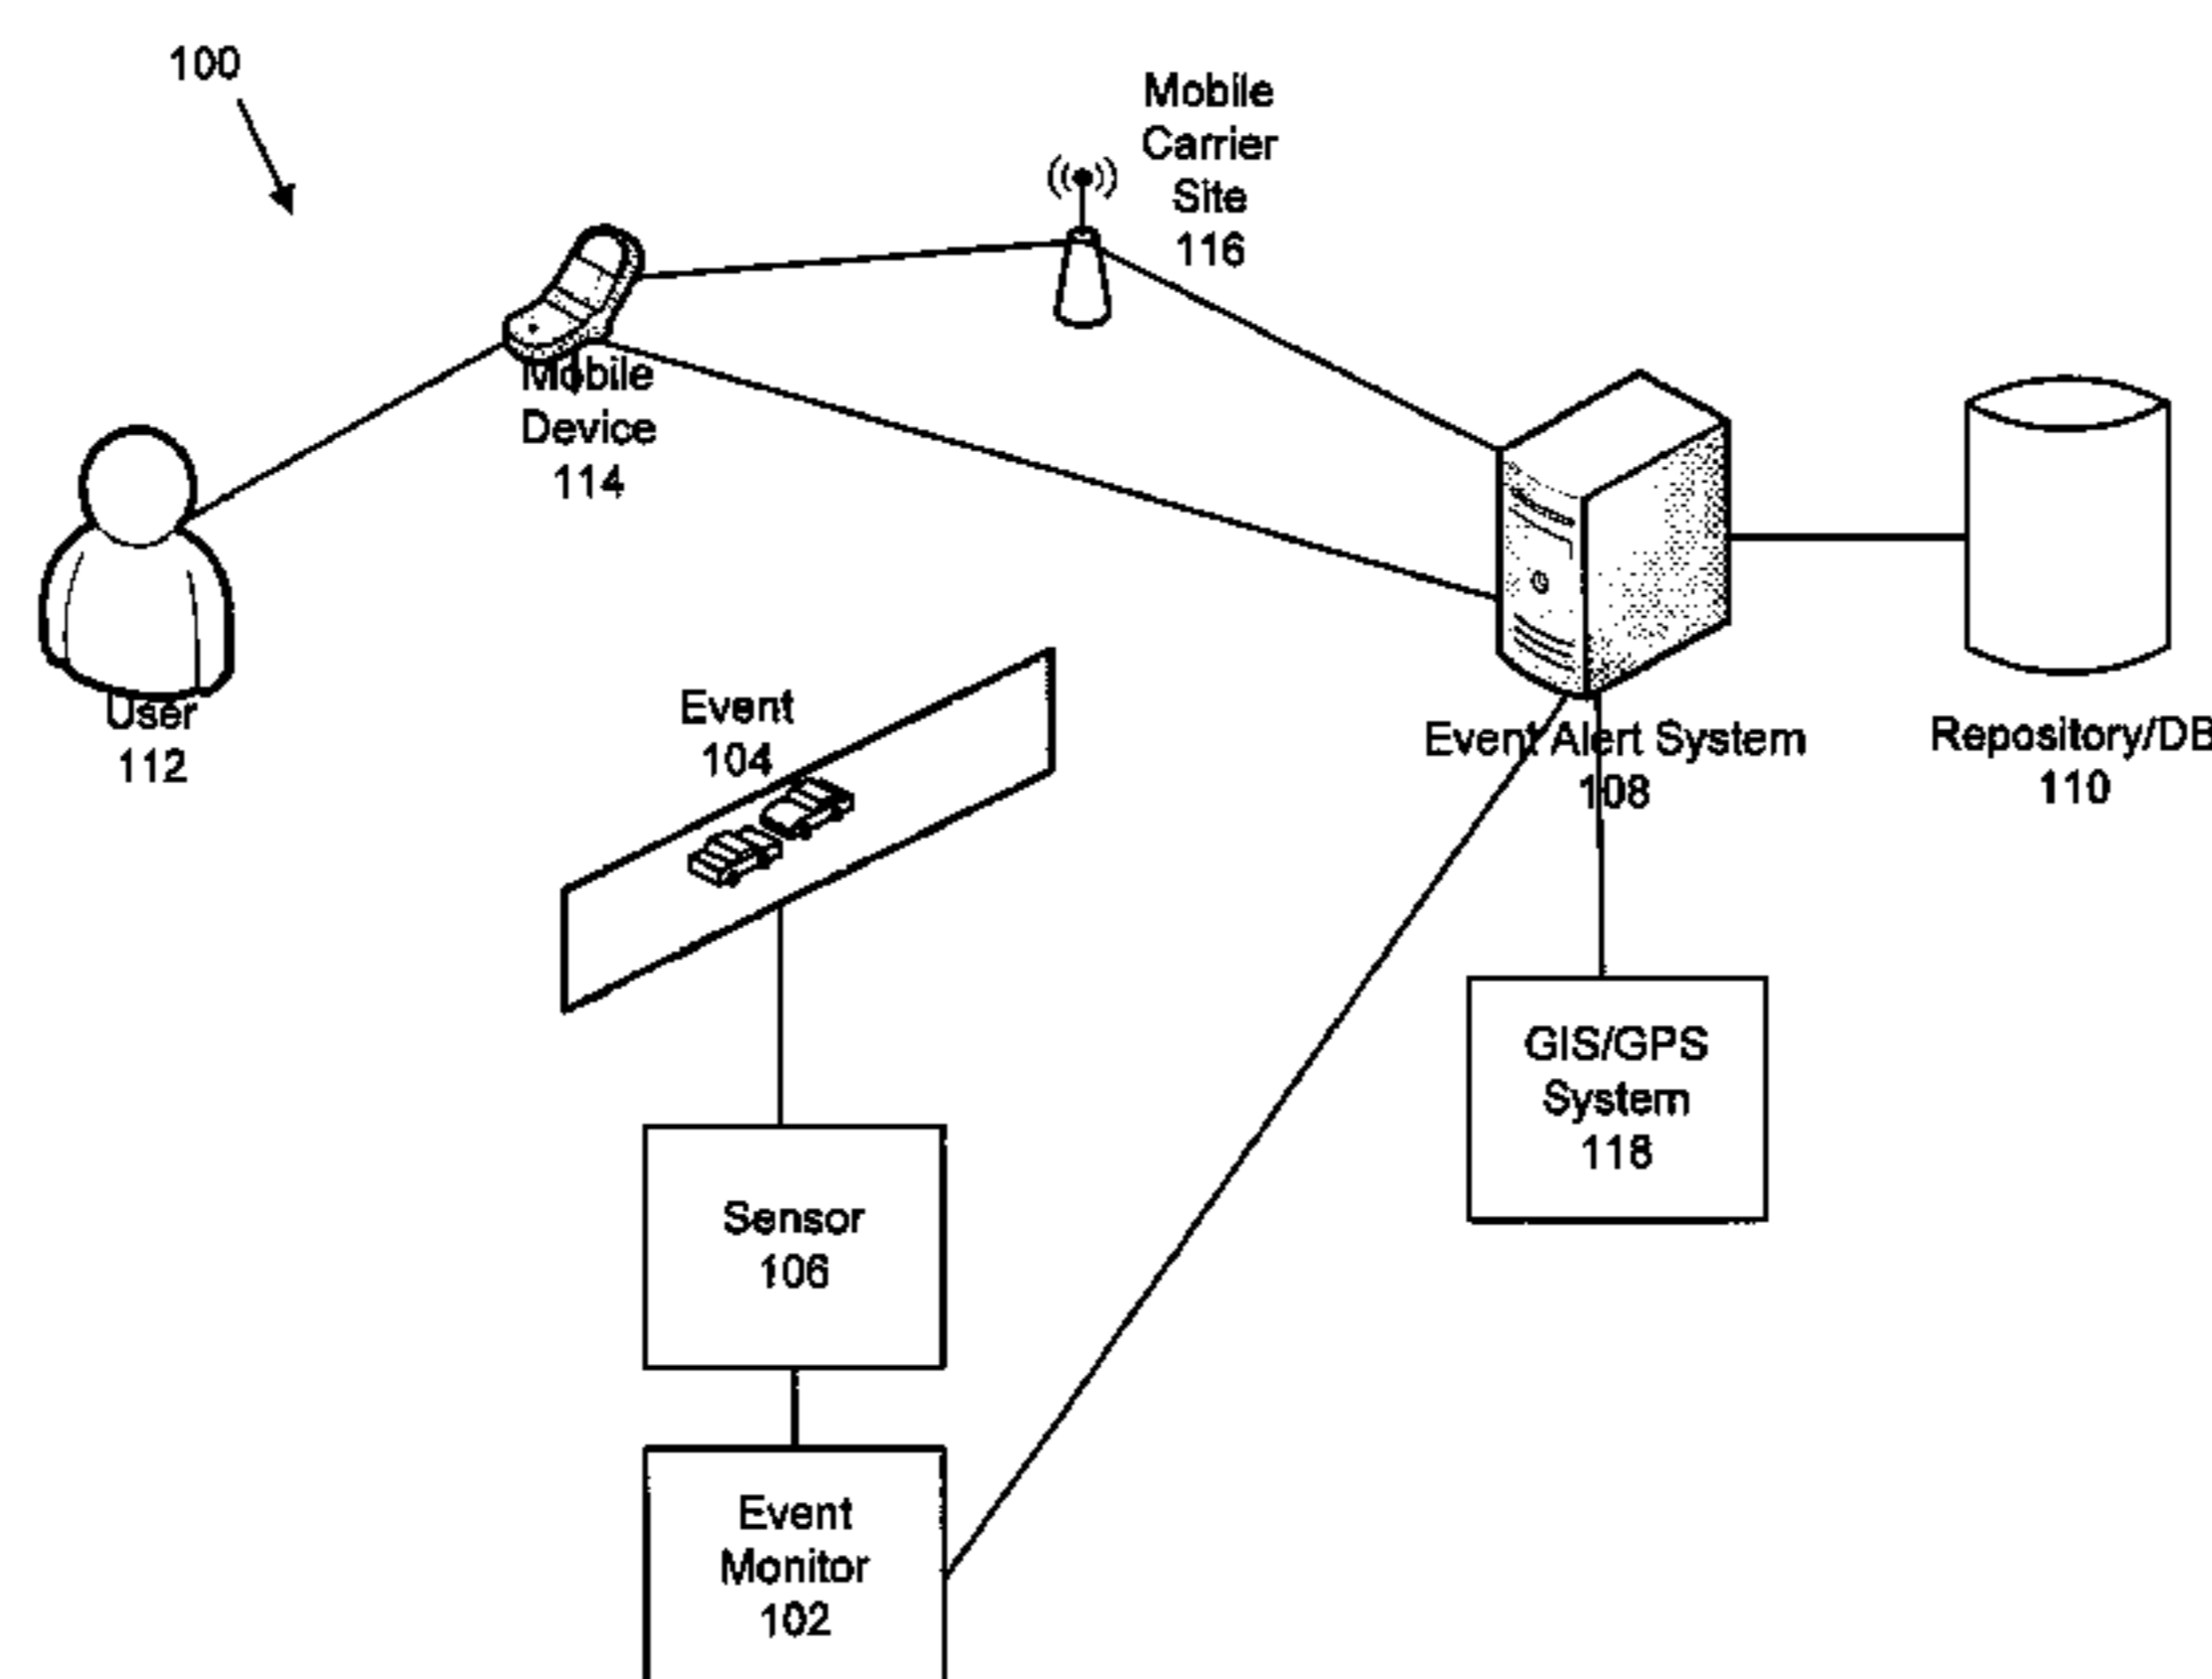 100
Mobile
Carrier
Site
116
Mobile
Device
114
User
112
Event
104
Event Alert System
108
Repository/DB
110
GIS/GPS
System
118
Sensor
106
Event
Monitor
102